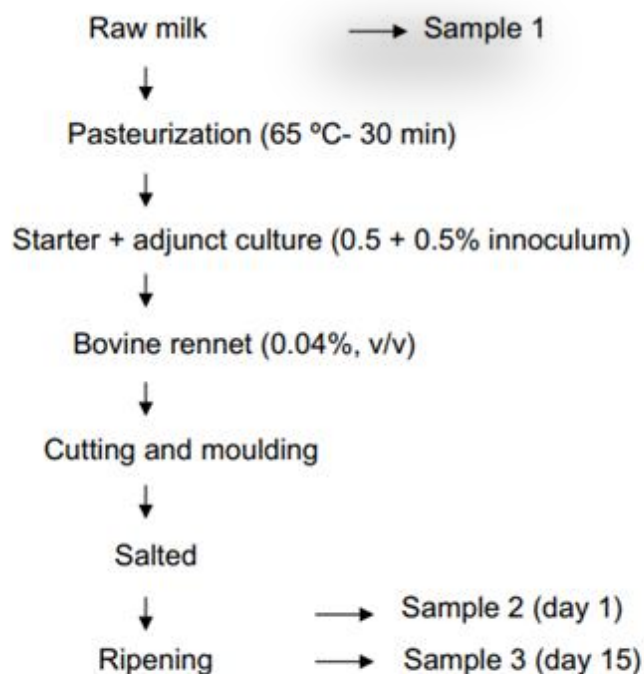 Raw milk → Sample 1
Pasteurization (65 ºC- 30 min)
Starter + adjunct culture (0.5 + 0.5% innoculum)
Bovine rennet (0.04%, v/v)
Cutting and moulding
Salted
Sample 2 (day 1)
Ripening → Sample 3 (day 15)